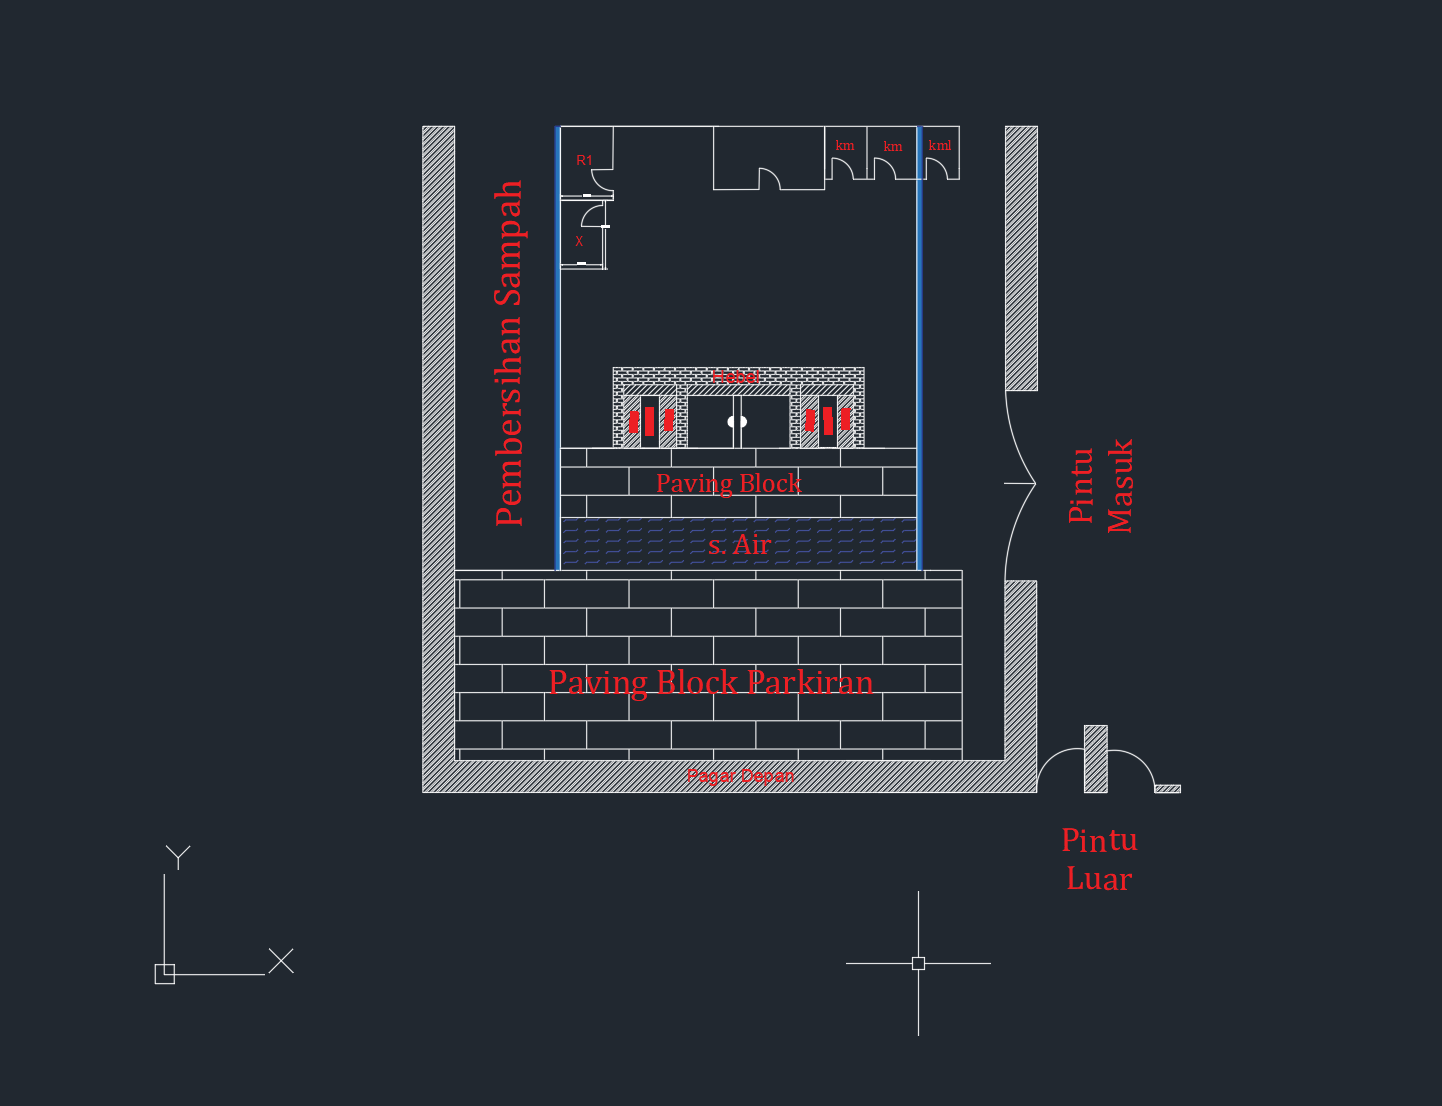 km
km
kml
R1
X
Pembersihan Sampah
Hebel
Paving Block
s. Air
Pintu
Masuk
Paving Block Parkiran
Pagar Depan
Pintu
Luar
Y
X